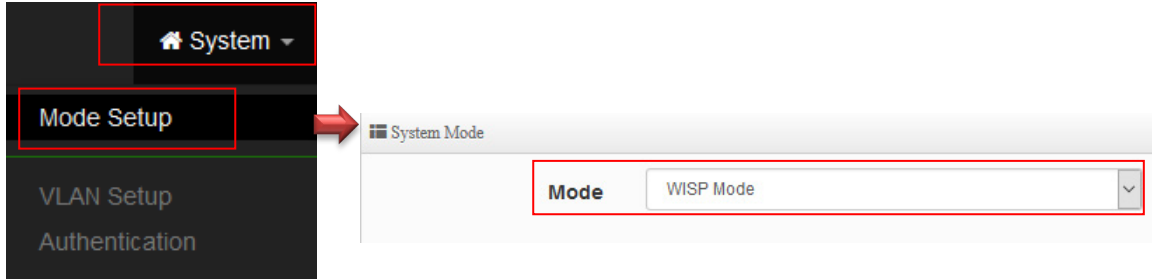 System
Mode Setup
VLAN Setup
Authentication
System Mode
Mode WISP Mode